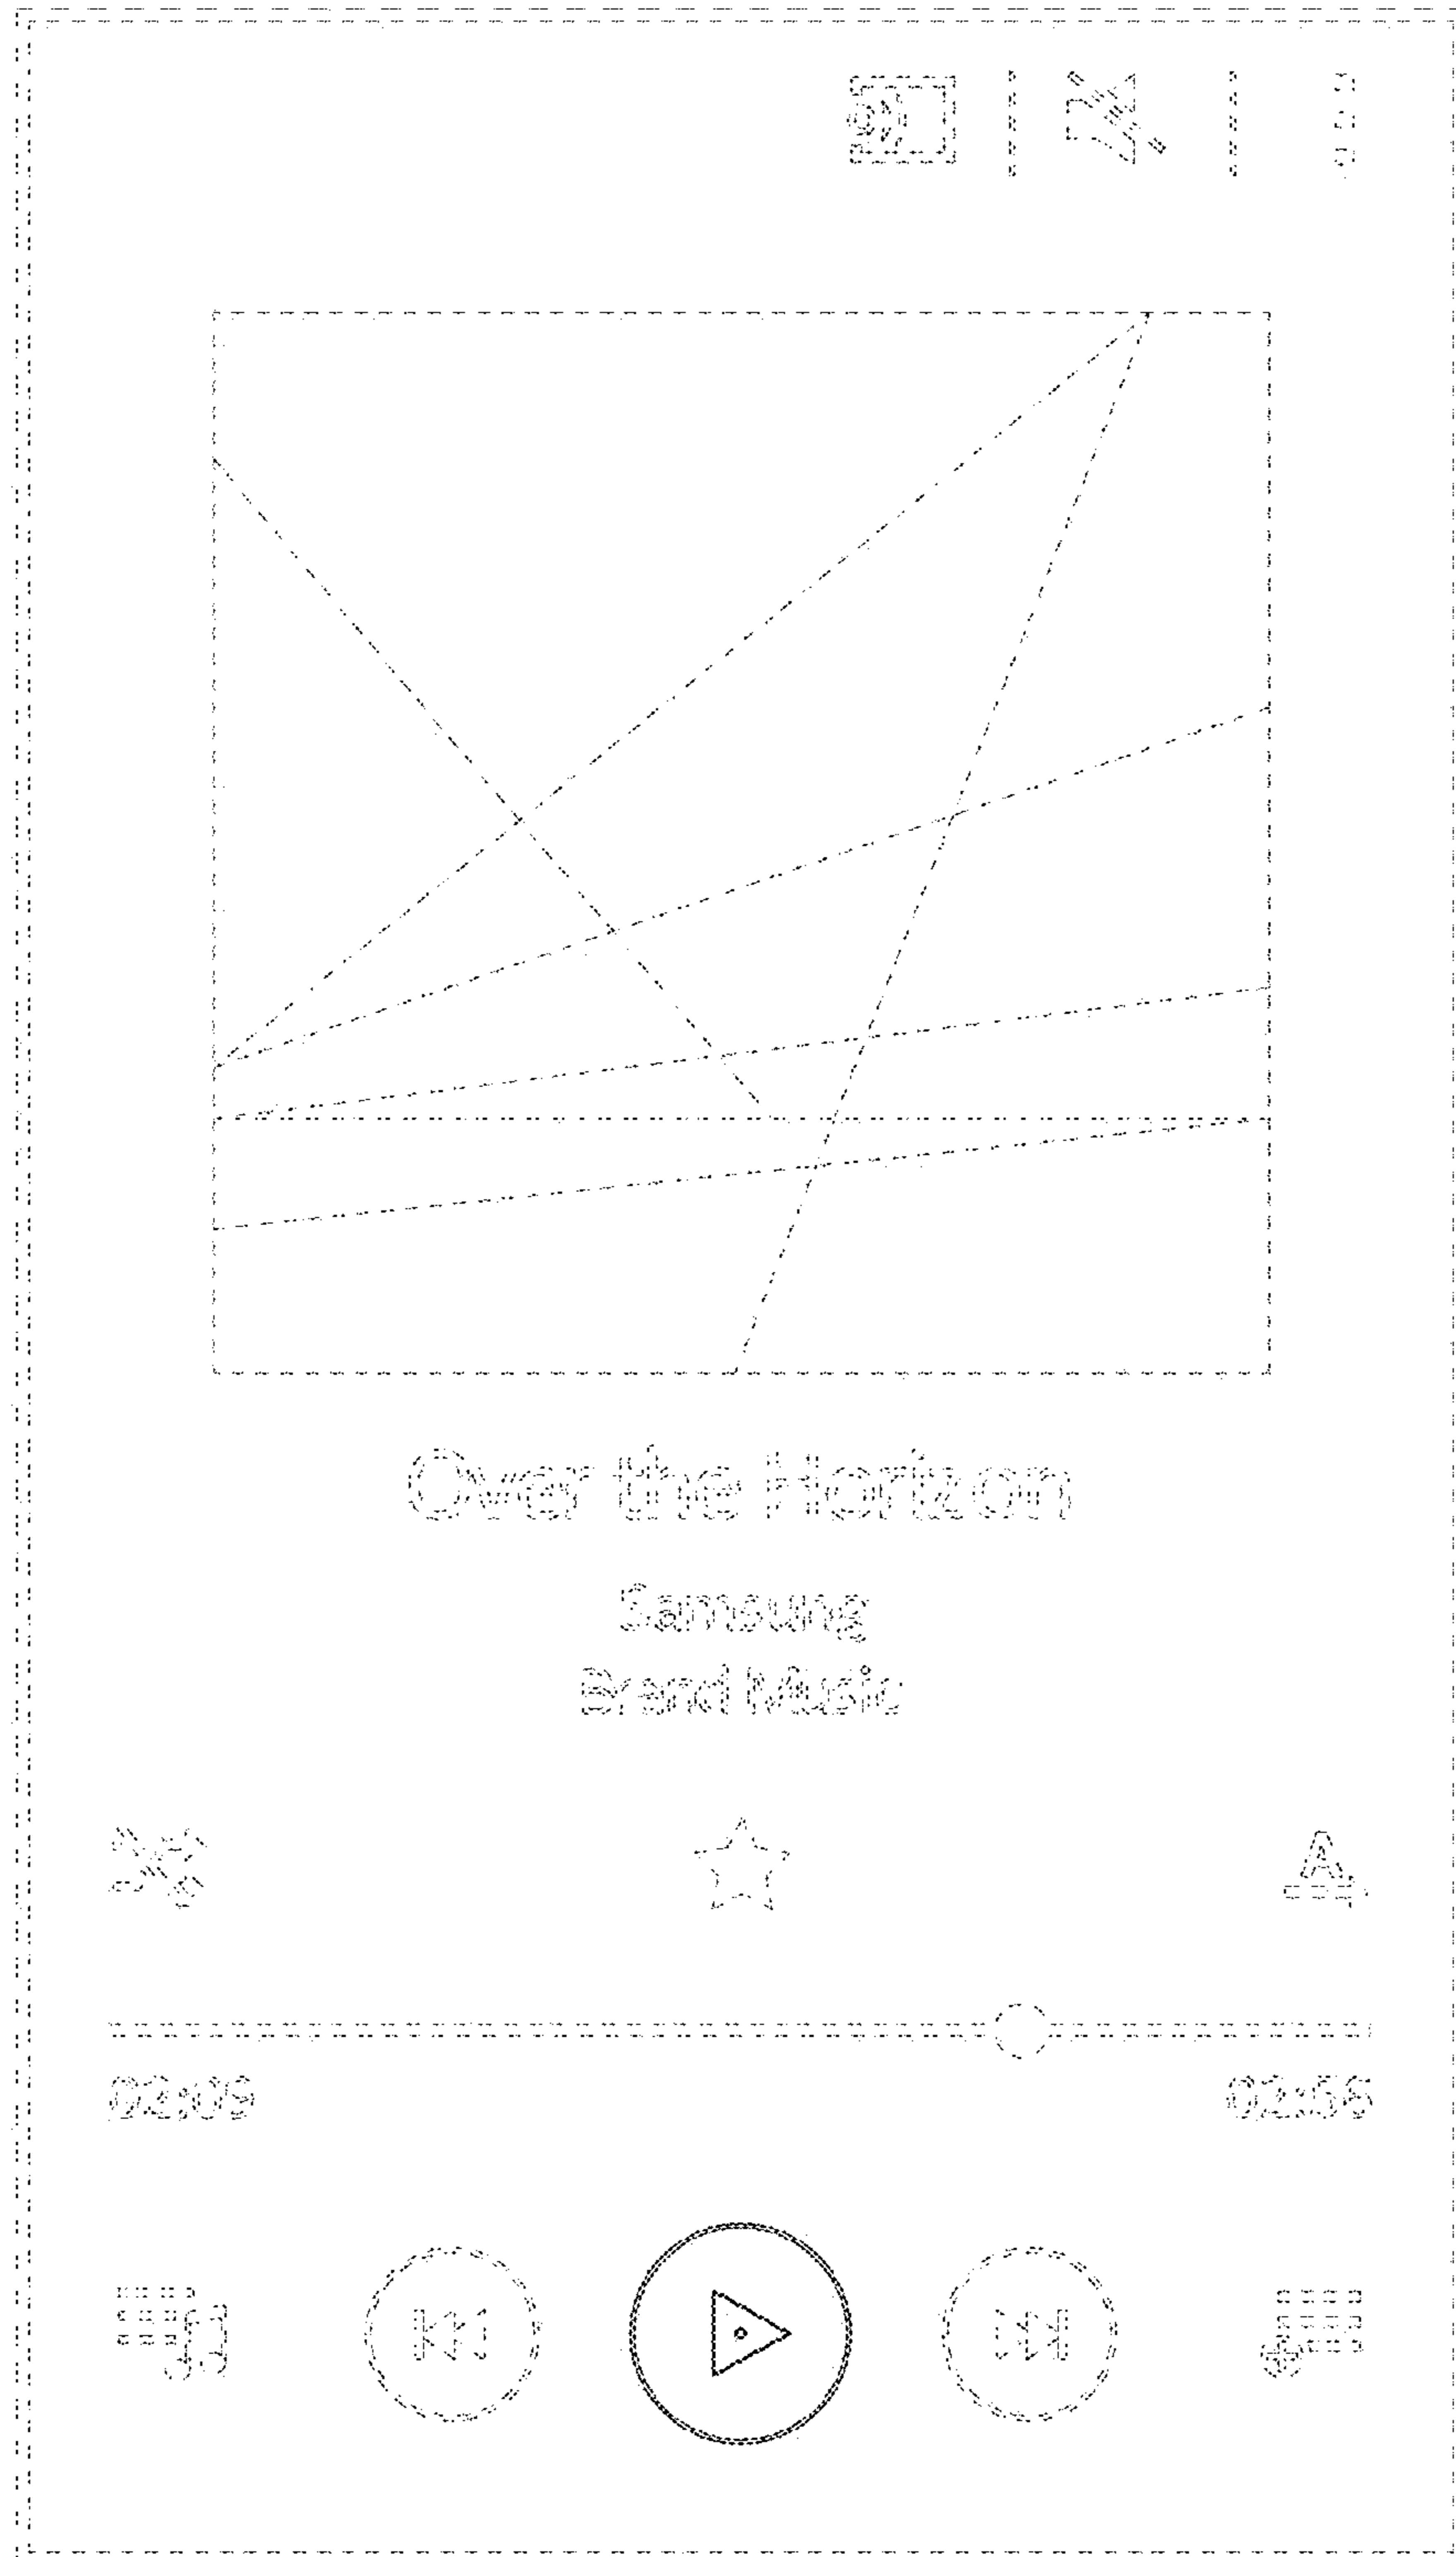 Over the Horizon
Samsung
Brand Music
A
02:09
02:56